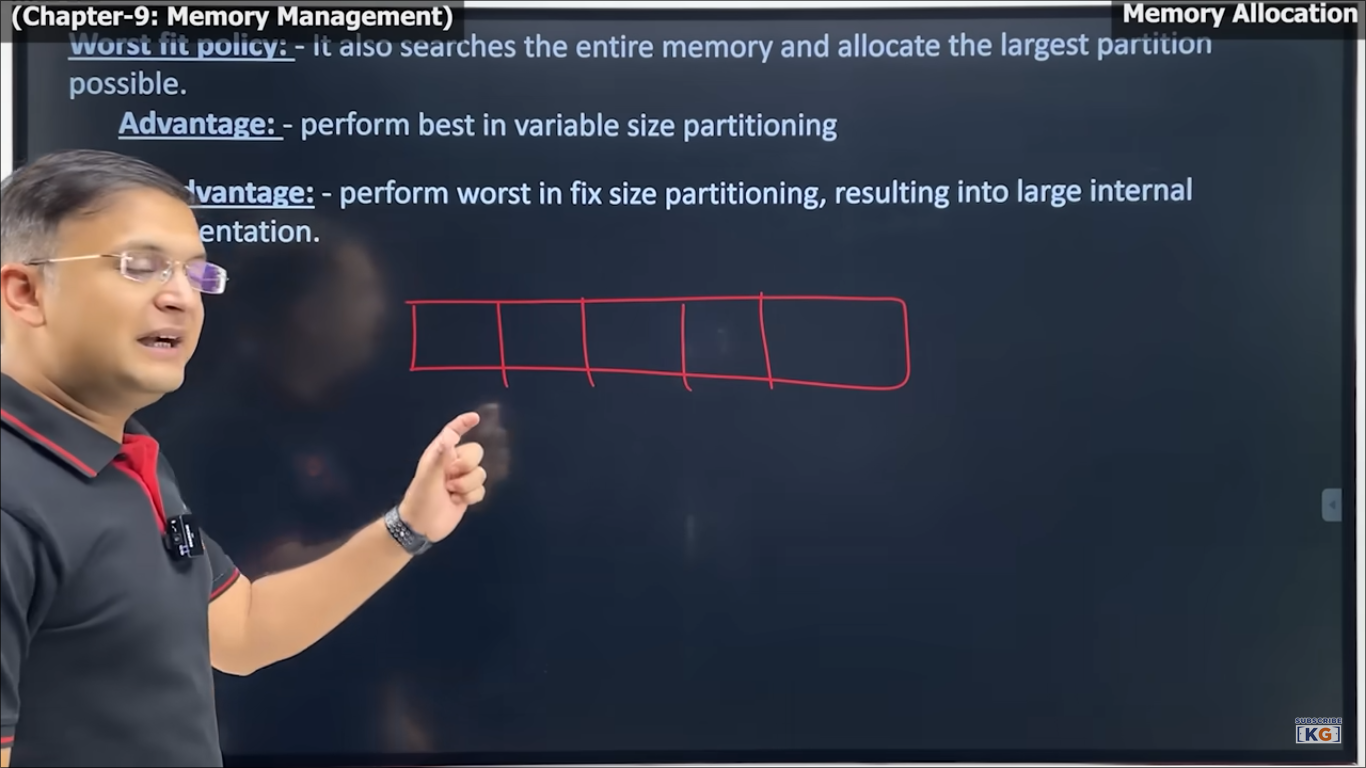 (Chapter-9: Memory Management)
Memory Allocation
Worst fit policy: - It also searches the entire memory and allocate the largest partition
possible.
Advantage: - perform best in variable size partitioning
dvantage: - perform worst in fix size partitioning, resulting into large internal
entation.
SUBSCRIBE
[KG]